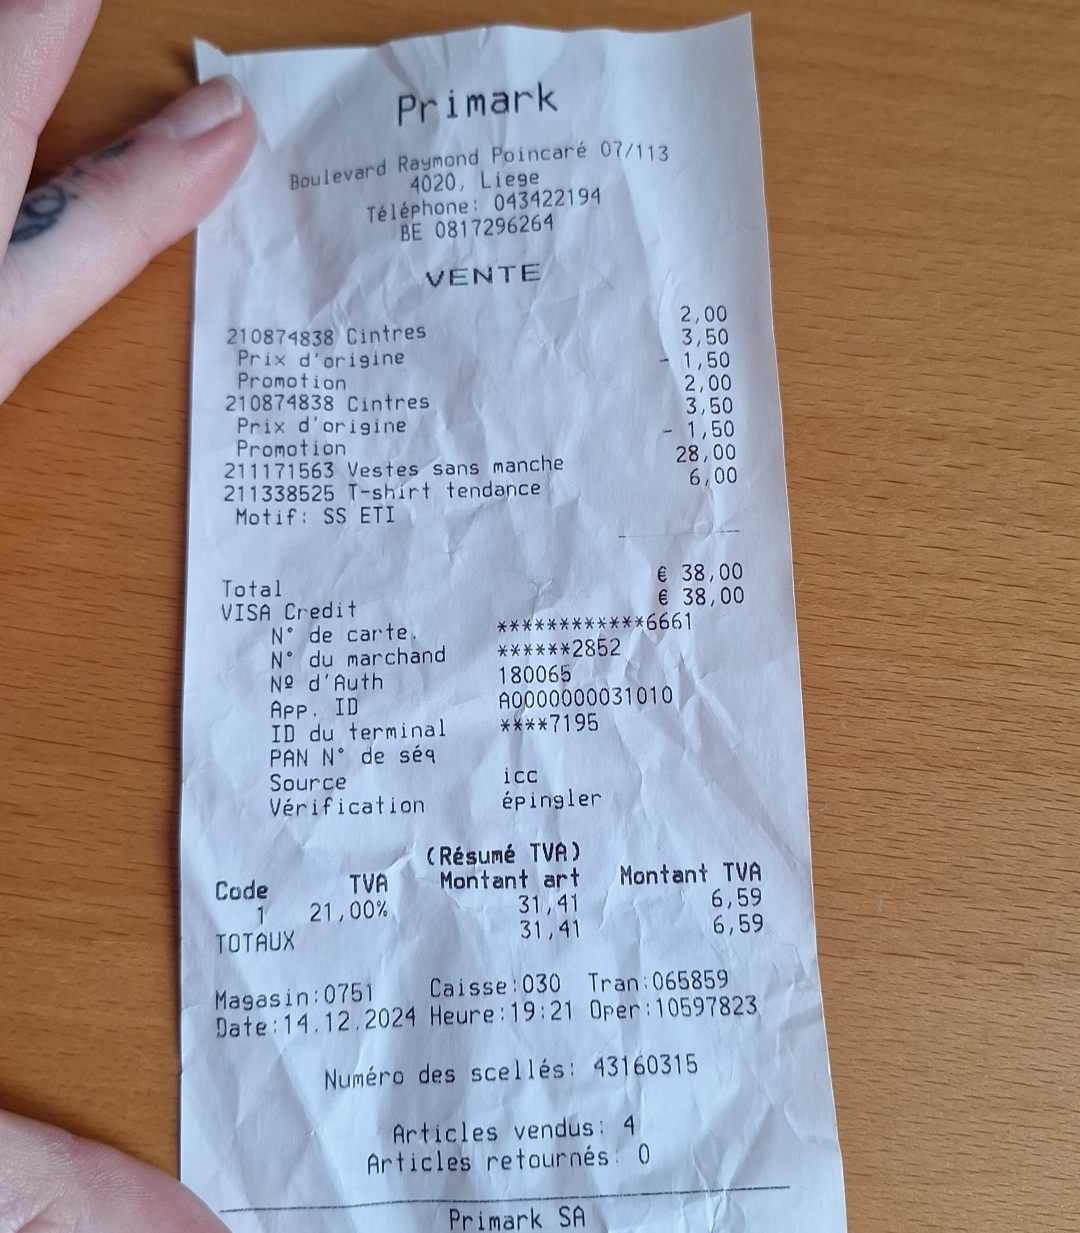 Primark
Boulevard Raymond Poincaré 07/113
4020, Liege
Téléphone: 043422194
BE 0817296264
VENTE
210874838 Cintres 2,00
Prix d'origine 3,50
Promotion - 1,50
210874838 Cintres 2,00
Prix d'origine 3,50
Promotion - 1,50
211171563 Vestes sans manche 28,00
211338525 T-shirt tendance 6,00
Motif: SS ETI
Total € 38,00
VISA Credit € 38,00
N° de carte. ************6661
N° du marchand ******2852
Nº d'Auth 180065
App. ID A0000000031010
ID du terminal ****7195
PAN N° de séq
Source icc
Vérification épingler
(Résumé TVA)
Code TVA Montant art Montant TVA
1 21,00% 31,41 6,59
TOTAUX 31,41 6,59
Magasin:0751 Caisse:030 Tran:065859
Date:14.12.2024 Heure:19:21 Oper:10597823
Numéro des scellés: 43160315
Articles vendus: 4
Articles retournés: 0
Primark SA